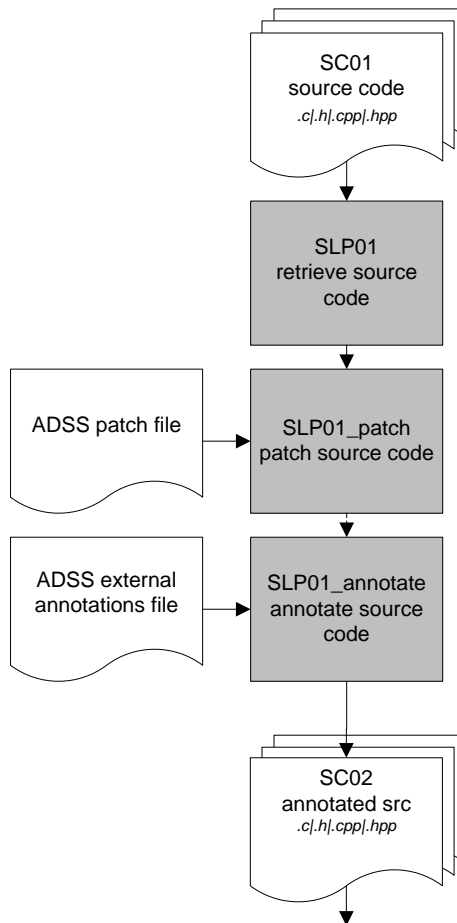 SC01
source code
.c|.h|.cpp|.hpp
SLP01
retrieve source
code
ADSS patch file
SLP01_patch
patch source code
ADSS external
annotations file
SLP01_annotate
annotate source
code
SC02
annotated src
.c|.h|.cpp|.hpp